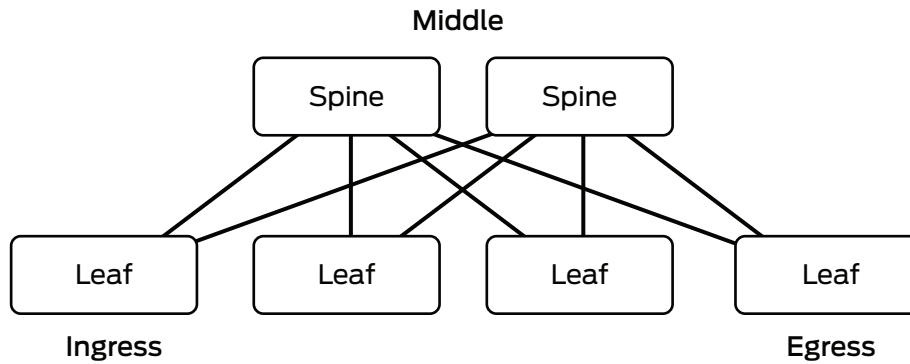 Middle
Spine Spine
Leaf Leaf Leaf Leaf
Ingress Egress